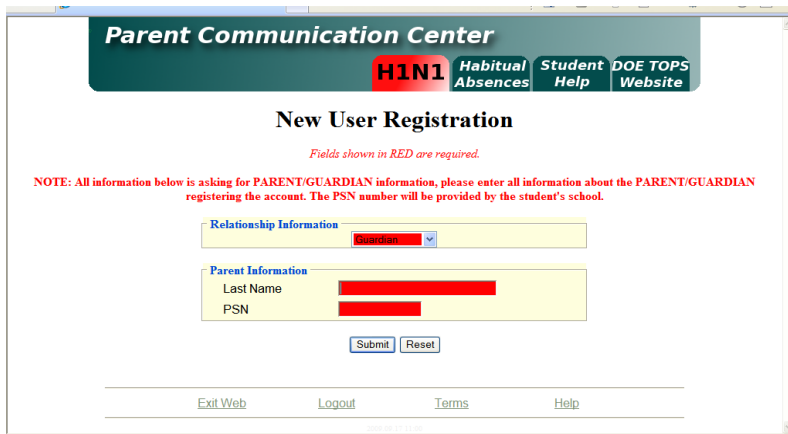 Parent Communication Center
H1N1
Habitual Absences
Student Help
DOE TOPS Website
New User Registration
Fields shown in RED are required.
NOTE: All information below is asking for PARENT/GUARDIAN information, please enter all information about the PARENT/GUARDIAN
registering the account. The PSN number will be provided by the student's school.
Relationship Information
Guardian
Parent Information
Last Name
PSN
Submit Reset
Exit Web Logout Terms Help